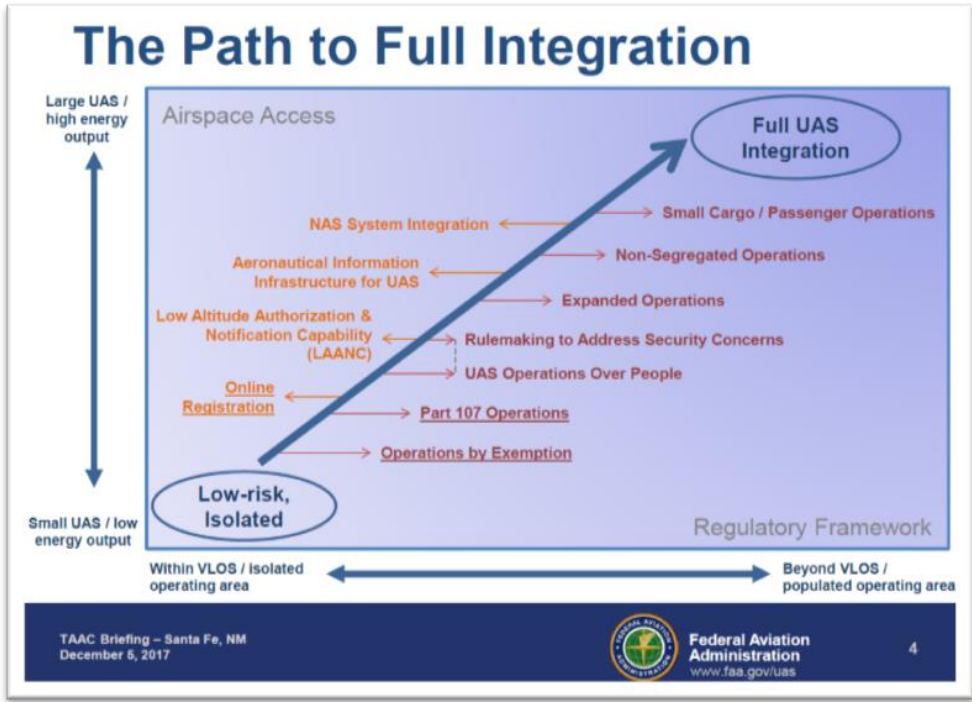 The Path to Full Integration
Large UAS /
high energy
output
Airspace Access
Full UAS
Integration
NAS System Integration
Small Cargo / Passenger Operations
Aeronautical Information
Infrastructure for UAS
Non-Segregated Operations
Expanded Operations
Low Altitude Authorization &
Notification Capability
(LAANC)
Rulemaking to Address Security Concerns
UAS Operations Over People
Online
Registration
Part 107 Operations
Operations by Exemption
Low-risk,
Isolated
Small UAS / low
energy output
Regulatory Framework
Within VLOS / isolated
operating area
Beyond VLOS /
populated operating area
TAAC Briefing – Santa Fe, NM
December 5, 2017
FEDERAL AVIATION
ADMINISTRATION
Federal Aviation
Administration
www.faa.gov/uas
4